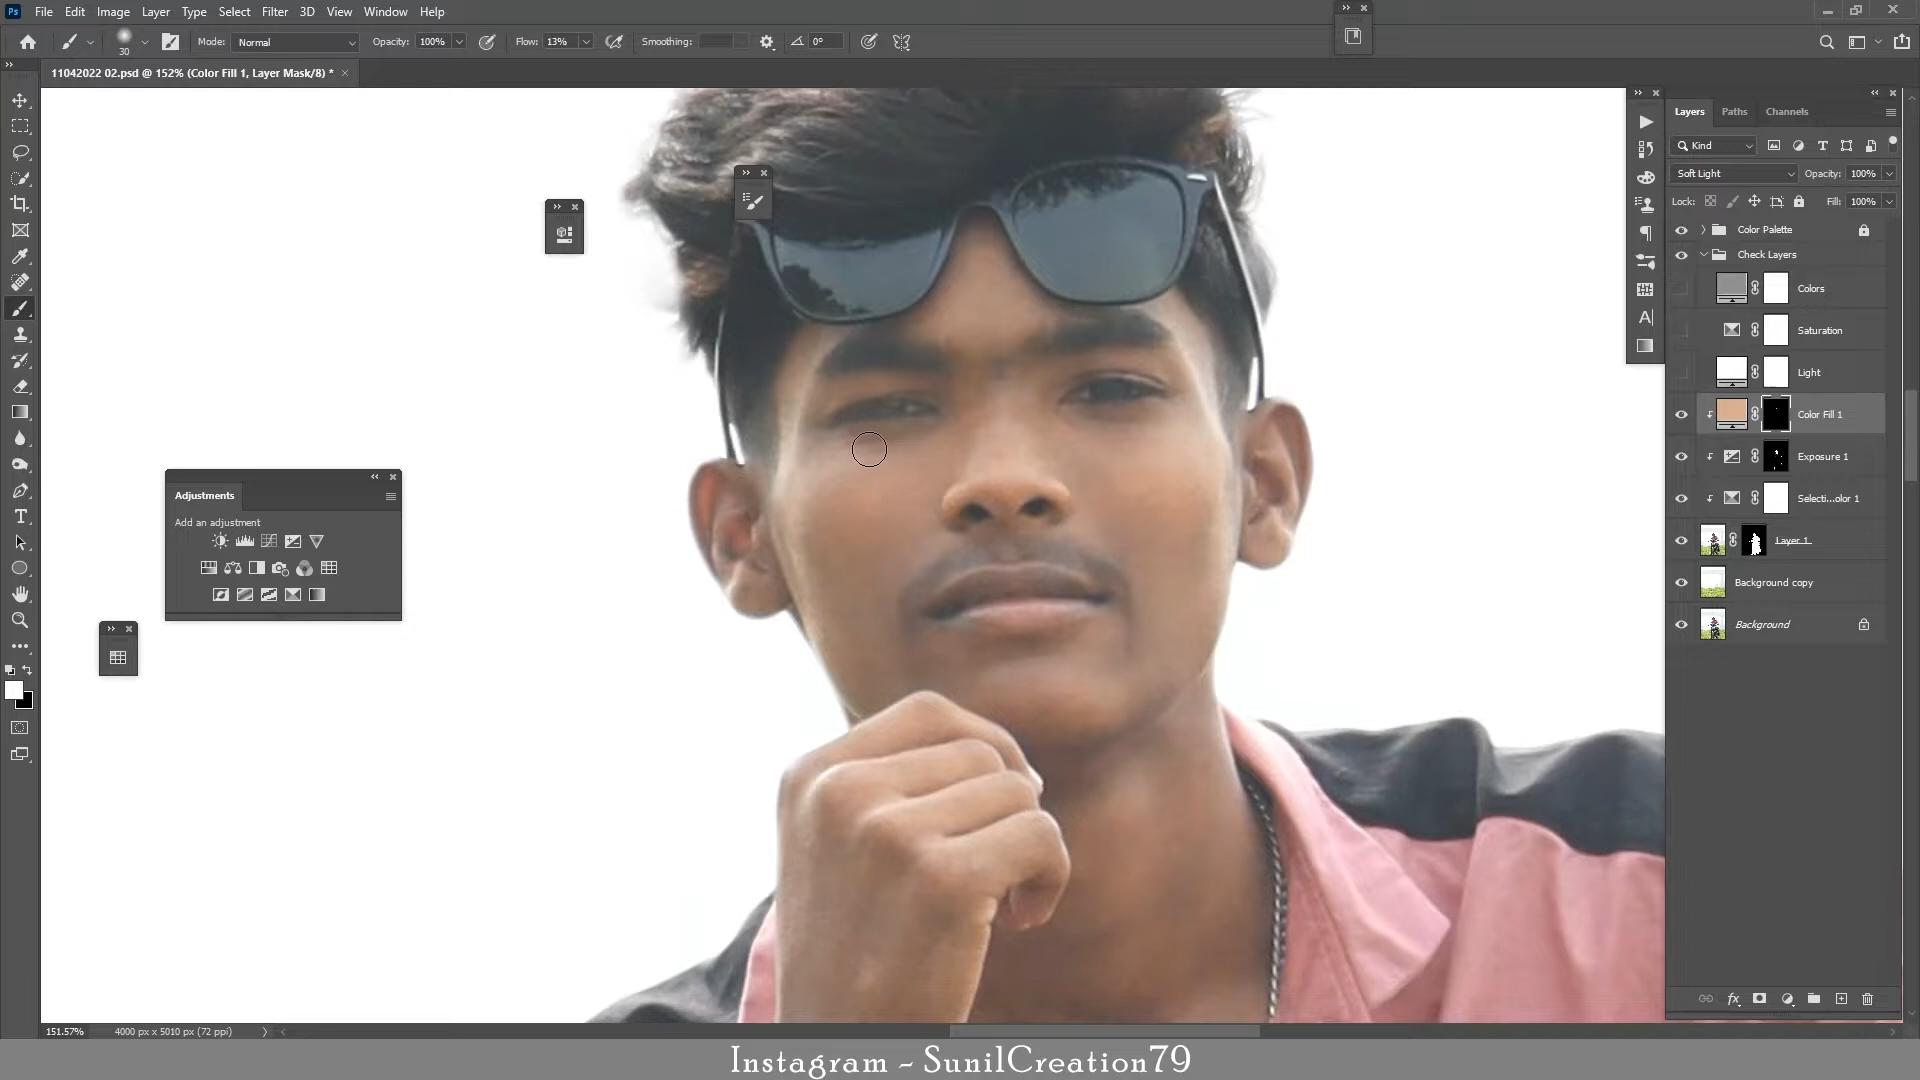 Ps File Edit Image Layer Type Select Filter 3D View Window Help
30 Mode: Normal Opacity: 100% Flow: 13% Smoothing: 0°
11042022 02.psd @ 152% (Color Fill 1, Layer Mask/8) *
Layers Paths Channels
Kind
Soft Light Opacity: 100%
Lock: Fill: 100%
Color Palette
Check Layers
Colors
Saturation
Light
Color Fill 1
Exposure 1
Selecti...olor 1
Layer 1
Background copy
Background
Adjustments
Add an adjustment
151.57% 4000 px x 5010 px (72 ppi)
Instagram - SunilCreation79